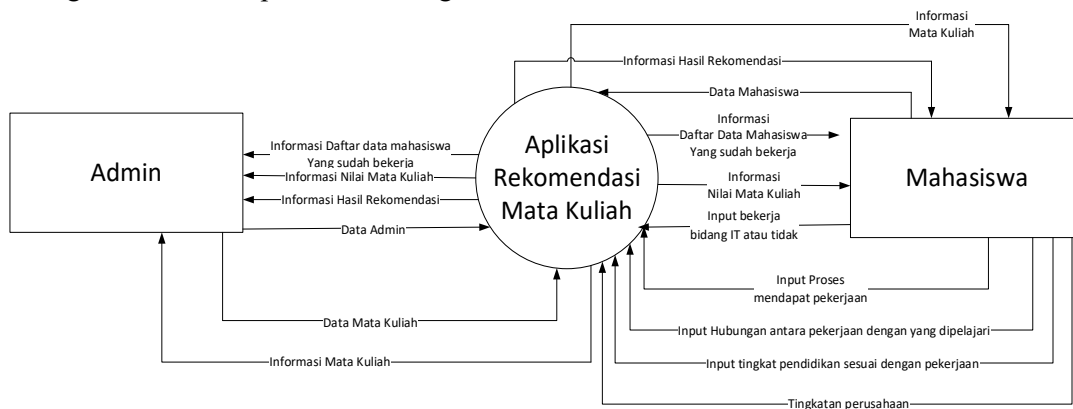 Informasi
Mata Kuliah
Informasi Hasil Rekomendasi
Data Mahasiswa
Informasi
Daftar Data Mahasiswa
Yang sudah bekerja
Informasi Daftar data mahasiswa
Yang sudah bekerja
Informasi Nilai Mata Kuliah
Informasi Hasil Rekomendasi
Data Admin
Admin
Aplikasi
Rekomendasi
Mata Kuliah
Mahasiswa
Informasi
Nilai Mata Kuliah
Input bekerja
bidang IT atau tidak
Input Proses
mendapat pekerjaan
Data Mata Kuliah
Input Hubungan antara pekerjaan dengan yang dipelajari
Informasi Mata Kuliah
Input tingkat pendidikan sesuai dengan pekerjaan
Tingkatan perusahaan